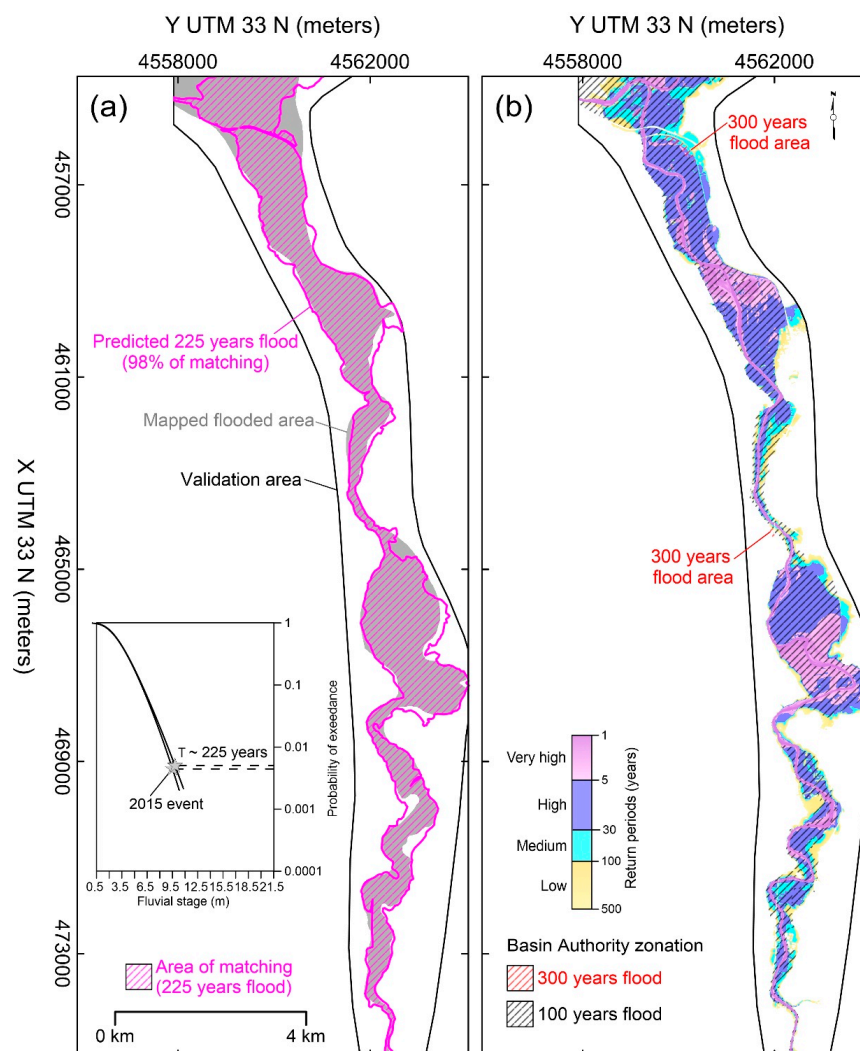 Y UTM 33 N (meters)
4558000
4562000
(a)
457000
461000
465000
469000
473000
X UTM 33 N (meters)
Predicted 225 years flood
(98% of matching)
Mapped flooded area
Validation area
1
0.1
0.01
0.001
0.0001
Probability of exeedance
T ~ 225 years
2015 event
0.5 3.5 6.5 9.5 12.5 15.5 18.5 21.5
Fluvial stage (m)
Area of matching
(225 years flood)
0 km
4 km
Y UTM 33 N (meters)
4558000
4562000
(b)
N
300 years
flood area
300 years
flood area
Very high
High
Medium
Low
1
5
30
100
500
Return periods (years)
Basin Authority zonation
300 years flood
100 years flood